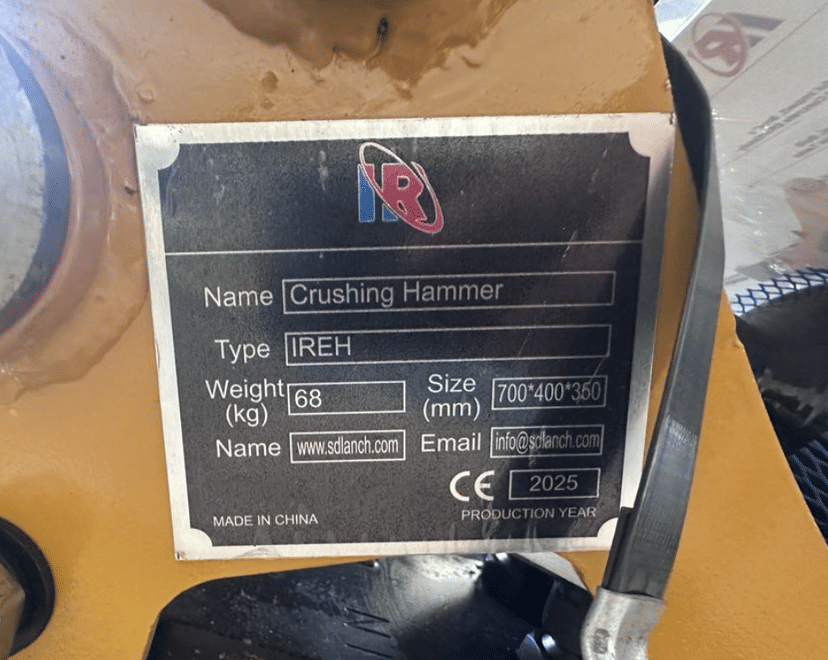 IR
Name Crushing Hammer
Type IREH
Weight (kg) 68 Size (mm) 700*400*350
Name www.sdlanch.com Email info@sdlanch.com
CE 2025
MADE IN CHINA PRODUCTION YEAR